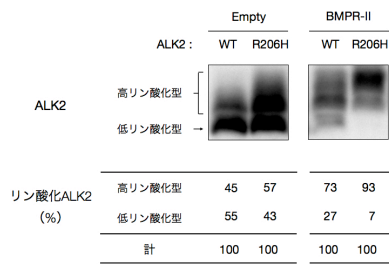 Empty BMPR-II
ALK2 : WT R206H WT R206H
高リン酸化型
ALK2
低リン酸化型 →
高リン酸化型 45 57 73 93
リン酸化ALK2
(%)
低リン酸化型 55 43 27 7
計 100 100 100 100